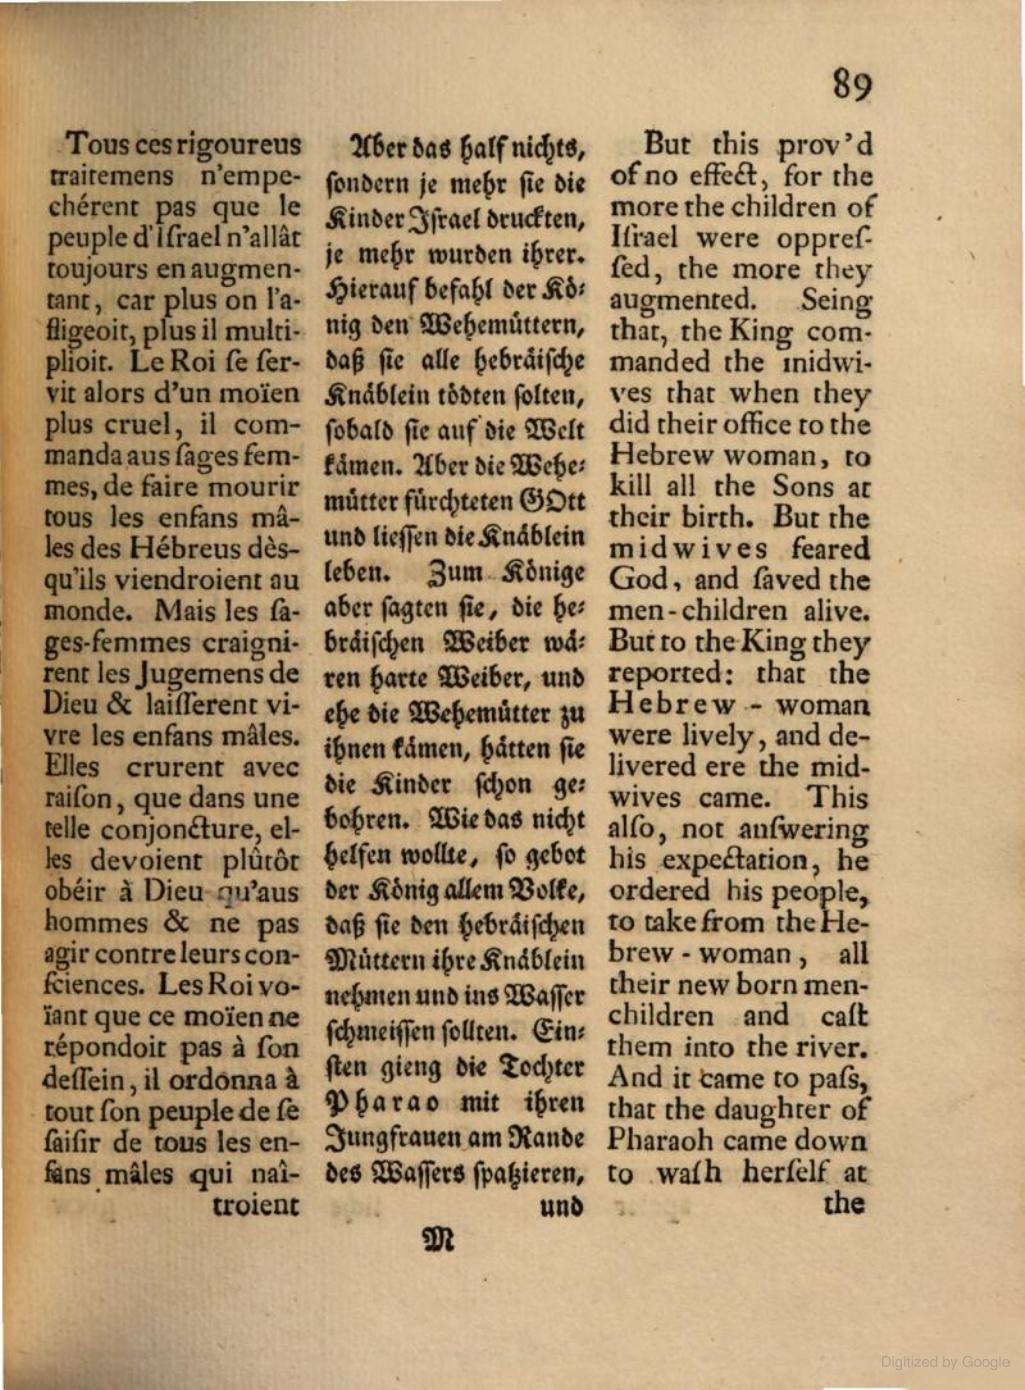 89
Tous ces rigoureus
traitemens n'empe-
chérent pas que le
peuple d'Iſrael n'allât
toujours en augmen-
tant, car plus on l'a-
fligeoit, plus il multi-
plioit. Le Roi ſe ſer-
vit alors d'un moïen
plus cruel, il com-
manda aus ſages fem-
mes, de faire mourir
tous les enfans mâ-
les des Hébreus dès-
qu'ils viendroient au
monde. Mais les ſa-
ges-femmes craigni-
rent les Jugemens de
Dieu & laiſſerent vi-
vre les enfans mâles.
Elles crurent avec
raiſon, que dans une
telle conjoncture, el-
les devoient plûtôt
obéir à Dieu qu'aus
hommes & ne pas
agir contre leurs con-
ſciences. Les Roi vo-
ïant que ce moïen ne
répondoit pas à ſon
deſſein, il ordonna à
tout ſon peuple de ſe
ſaiſir de tous les en-
fans mâles qui naî-
troient
Aber das half nichts,
ſondern je mehr ſie die
Kinder Iſrael druckten,
je mehr wurden ihrer.
Hierauf befahl der Kö-
nig den Wehemüttern,
daß ſie alle hebräiſche
Knäblein tödten ſolten,
ſobald ſie auf die Welt
kämen. Aber die Wehe-
mütter fürchteten GOtt
und lieſſen die Knäblein
leben. Zum Könige
aber ſagten ſie, die he-
bräiſchen Weiber wä-
ren harte Weiber, und
ehe die Wehemütter zu
ihnen kämen, hätten ſie
die Kinder ſchon ge-
bohren. Wie das nicht
helfen wollte, ſo gebot
der König allem Volke,
daß ſie den hebräiſchen
Müttern ihre Knäblein
nehmen und ins Waſſer
ſchmeiſſen ſollten. Ein-
ſten gieng die Tochter
Pharao mit ihren
Jungfrauen am Rande
des Waſſers ſpatzieren,
und
M
But this prov'd
of no effect, for the
more the children of
Iſrael were oppreſ-
ſed, the more they
augmented. Seing
that, the King com-
manded the midwi-
ves that when they
did their office to the
Hebrew woman, to
kill all the Sons at
their birth. But the
midwives feared
God, and ſaved the
men-children alive.
But to the King they
reported: that the
Hebrew - woman
were lively, and de-
livered ere the mid-
wives came. This
alſo, not anſwering
his expectation, he
ordered his people,
to take from the He-
brew - woman, all
their new born men-
children and caſt
them into the river.
And it came to paſs,
that the daughter of
Pharaoh came down
to waſh herſelf at
the
Digitized by Google